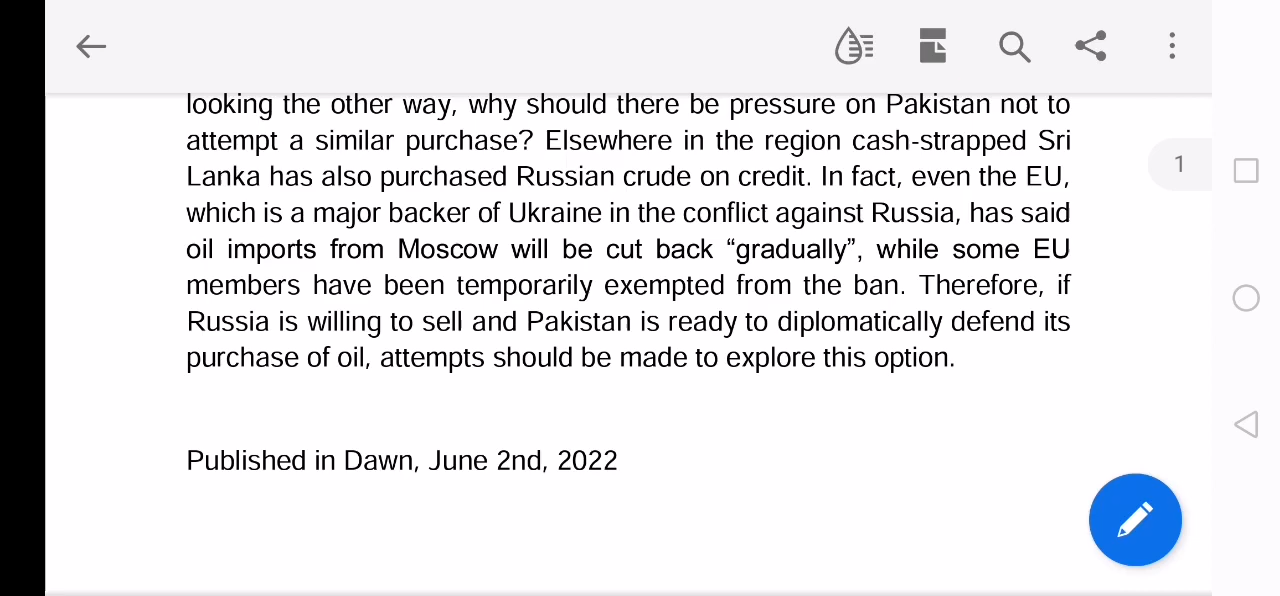 looking the other way, why should there be pressure on Pakistan not to
attempt a similar purchase? Elsewhere in the region cash-strapped Sri
Lanka has also purchased Russian crude on credit. In fact, even the EU,
which is a major backer of Ukraine in the conflict against Russia, has said
oil imports from Moscow will be cut back “gradually”, while some EU
members have been temporarily exempted from the ban. Therefore, if
Russia is willing to sell and Pakistan is ready to diplomatically defend its
purchase of oil, attempts should be made to explore this option.
Published in Dawn, June 2nd, 2022
1